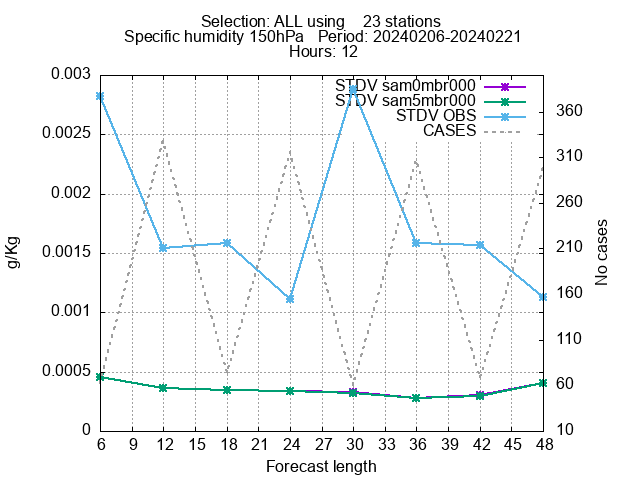 Selection: ALL using    23 stations
Specific humidity 150hPa   Period: 20240206-20240221
Hours: 12
STDV sam0mbr000
STDV sam5mbr000
STDV OBS
CASES
0.003
0.0025
0.002
0.0015
0.001
0.0005
0
g/Kg
360
310
260
210
160
110
60
10
No cases
6 9 12 15 18 21 24 27 30 33 36 39 42 45 48
Forecast length